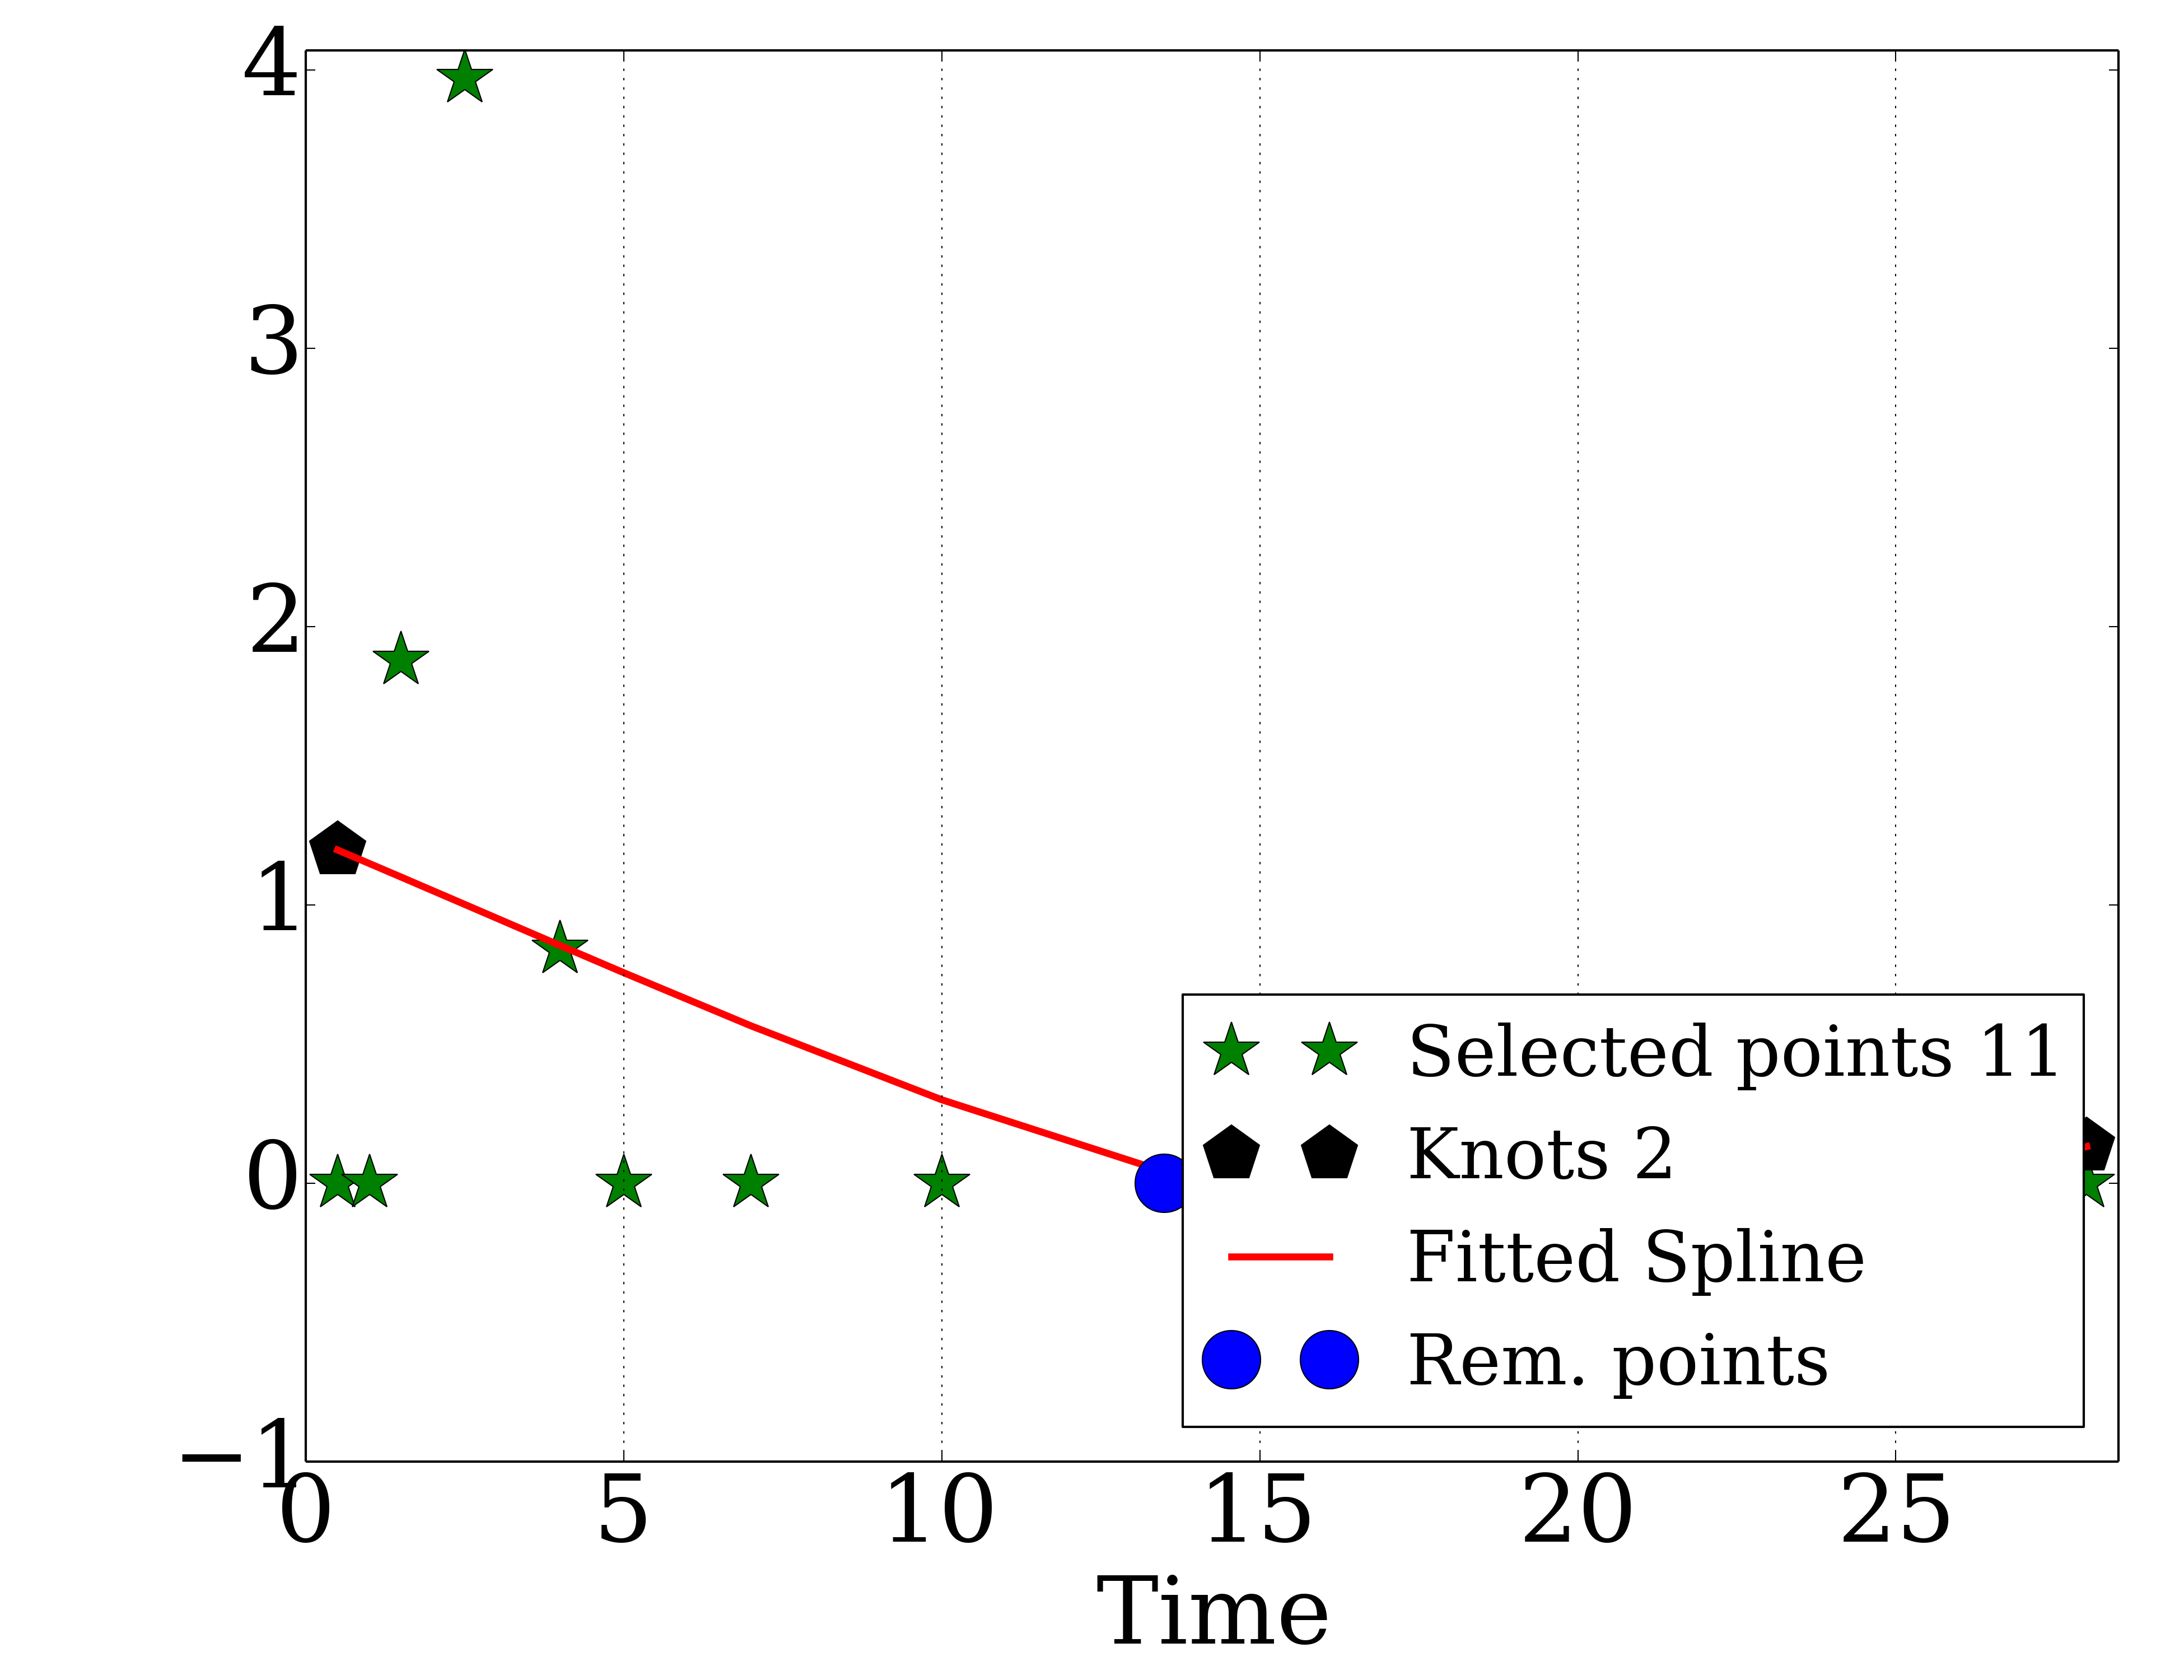 4
3
2
1
0
−1
Selected points 11
Knots 2
Fitted Spline
Rem. points
0 5 10 15 20 25
Time